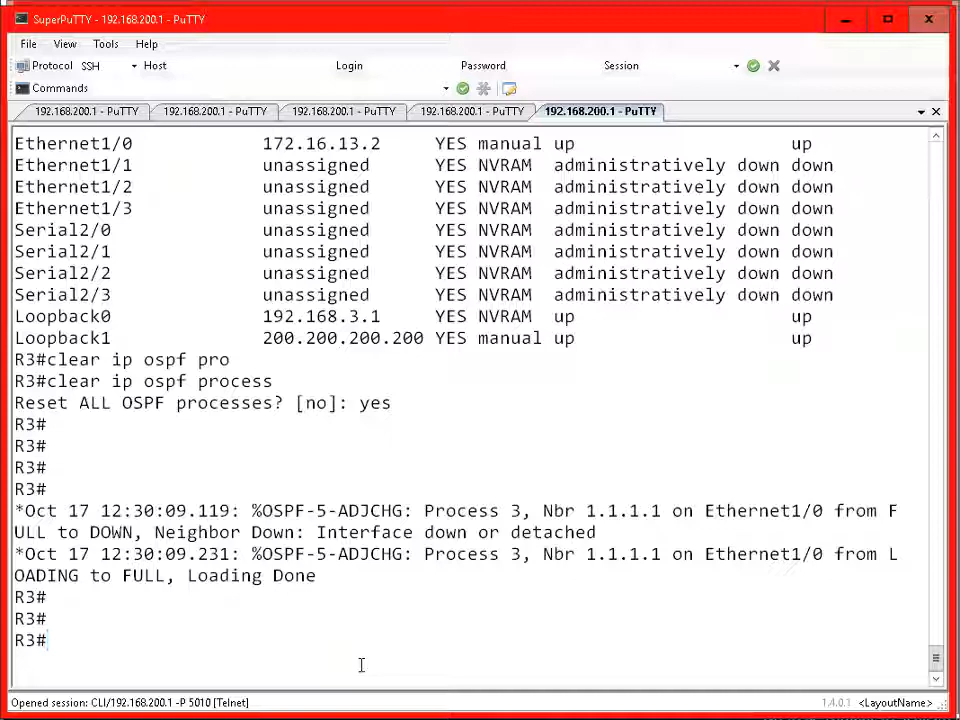 SuperPuTTY - 192.168.200.1 - PuTTY
File View Tools Help
Protocol SSH Host Login Password Session
Commands
192.168.200.1 - PuTTY 192.168.200.1 - PuTTY 192.168.200.1 - PuTTY 192.168.200.1 - PuTTY 192.168.200.1 - PuTTY
Ethernet1/0 172.16.13.2 YES manual up up
Ethernet1/1 unassigned YES NVRAM administratively down down
Ethernet1/2 unassigned YES NVRAM administratively down down
Ethernet1/3 unassigned YES NVRAM administratively down down
Serial2/0 unassigned YES NVRAM administratively down down
Serial2/1 unassigned YES NVRAM administratively down down
Serial2/2 unassigned YES NVRAM administratively down down
Serial2/3 unassigned YES NVRAM administratively down down
Loopback0 192.168.3.1 YES NVRAM up up
Loopback1 200.200.200.200 YES manual up up
R3#clear ip ospf pro
R3#clear ip ospf process
Reset ALL OSPF processes? [no]: yes
R3#
R3#
R3#
R3#
*Oct 17 12:30:09.119: %OSPF-5-ADJCHG: Process 3, Nbr 1.1.1.1 on Ethernet1/0 from F
ULL to DOWN, Neighbor Down: Interface down or detached
*Oct 17 12:30:09.231: %OSPF-5-ADJCHG: Process 3, Nbr 1.1.1.1 on Ethernet1/0 from L
OADING to FULL, Loading Done
R3#
R3#
R3#
Opened session: CLI/192.168.200.1 -P 5010 [Telnet] 1.4.0.1 <LayoutName>